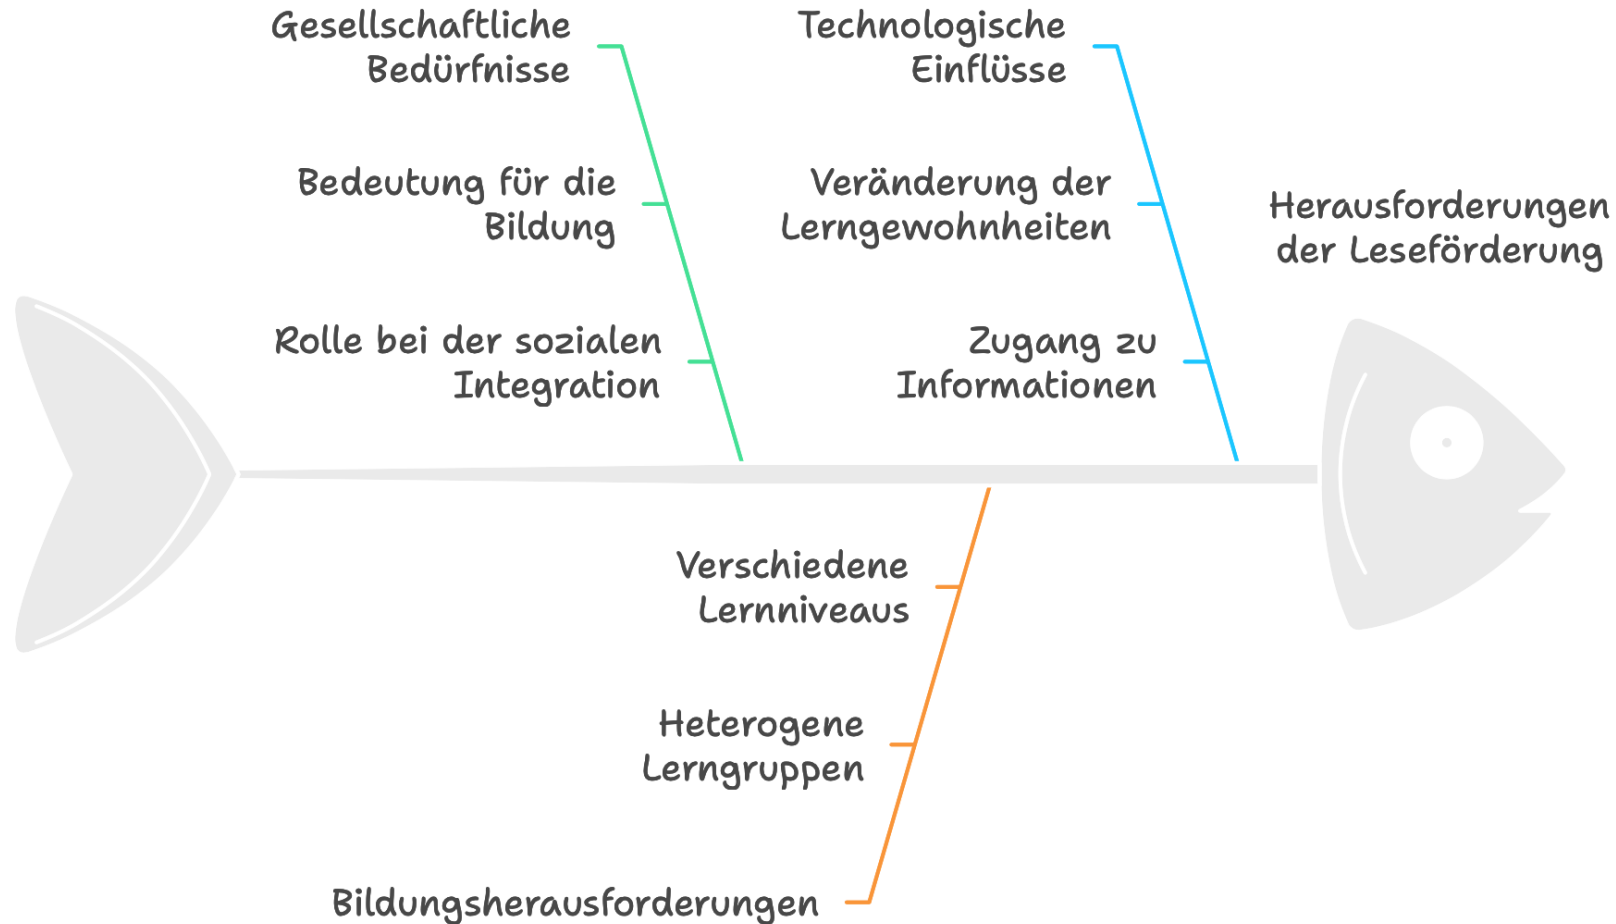 Gesellschaftliche
Bedürfnisse
Bedeutung für die
Bildung
Rolle bei der sozialen
Integration
Technologische
Einflüsse
Veränderung der
Lerngewohnheiten
Zugang zu
Informationen
Herausforderungen
der Leseförderung
Verschiedene
Lernniveaus
Heterogene
Lerngruppen
Bildungsherausforderungen